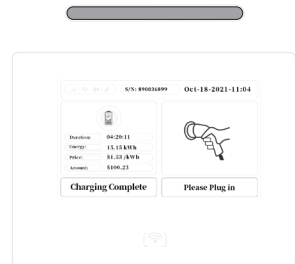 S/N: 890034899 Oct-18-2021-11:04
Duration: 04:20:11
Energy: 15.15 kWh
Price: $1.53 /kWh
Amount: $100.23
Charging Complete
Please Plug in